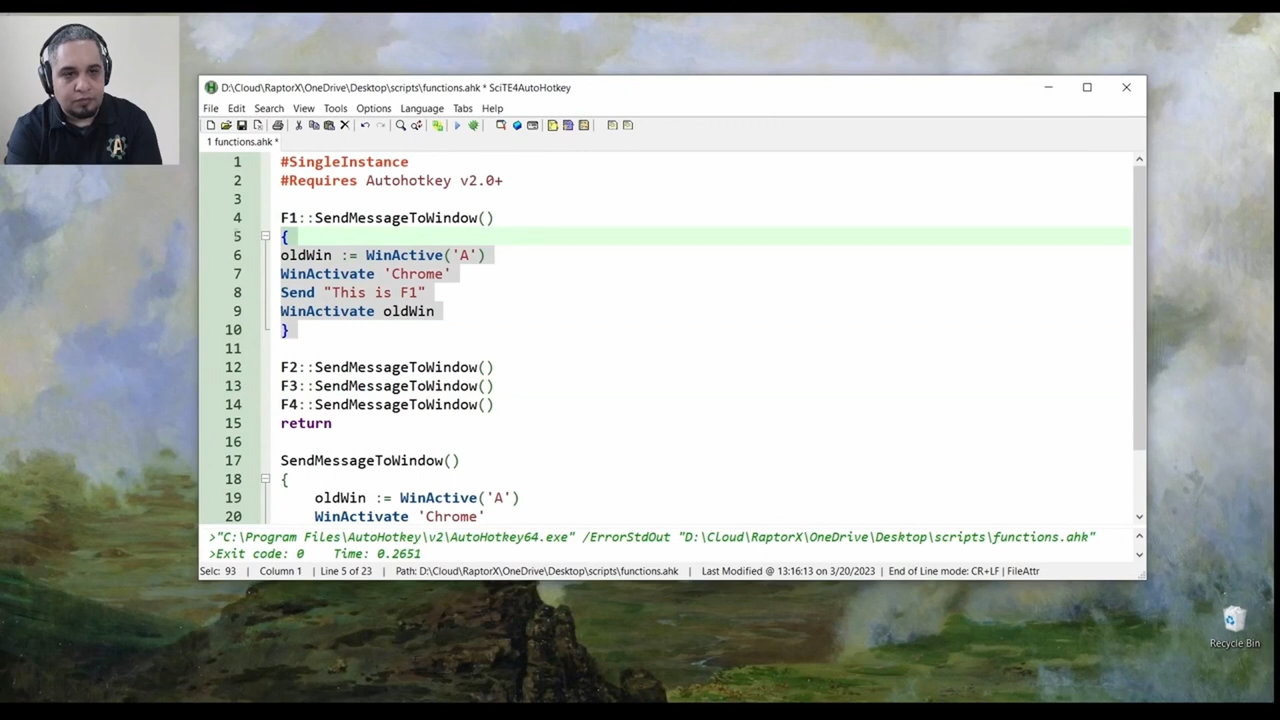 D:\Cloud\RaptorX\OneDrive\Desktop\scripts\functions.ahk * SciTE4AutoHotkey
File Edit Search View Tools Options Language Tabs Help
1 functions.ahk *
1 #SingleInstance
2 #Requires Autohotkey v2.0+
3
4 F1::SendMessageToWindow()
5 {
6 oldWin := WinActive('A')
7 WinActivate 'Chrome'
8 Send "This is F1"
9 WinActivate oldWin
10 }
11
12 F2::SendMessageToWindow()
13 F3::SendMessageToWindow()
14 F4::SendMessageToWindow()
15 return
16
17 SendMessageToWindow()
18 {
19 oldWin := WinActive('A')
20 WinActivate 'Chrome'
>"C:\Program Files\AutoHotkey\v2\AutoHotkey64.exe" /ErrorStdOut "D:\CLoud\RaptorX\OneDrive\Desktop\scripts\functions.ahk"
>Exit code: 0 Time: 0.2651
Selc: 93 | Column 1 | Line 5 of 23 | Path: D:\Cloud\RaptorX\OneDrive\Desktop\scripts\functions.ahk | Last Modified @ 13:16:13 on 3/20/2023 | End of Line mode: CR+LF | FileAttr
Recycle Bin
A